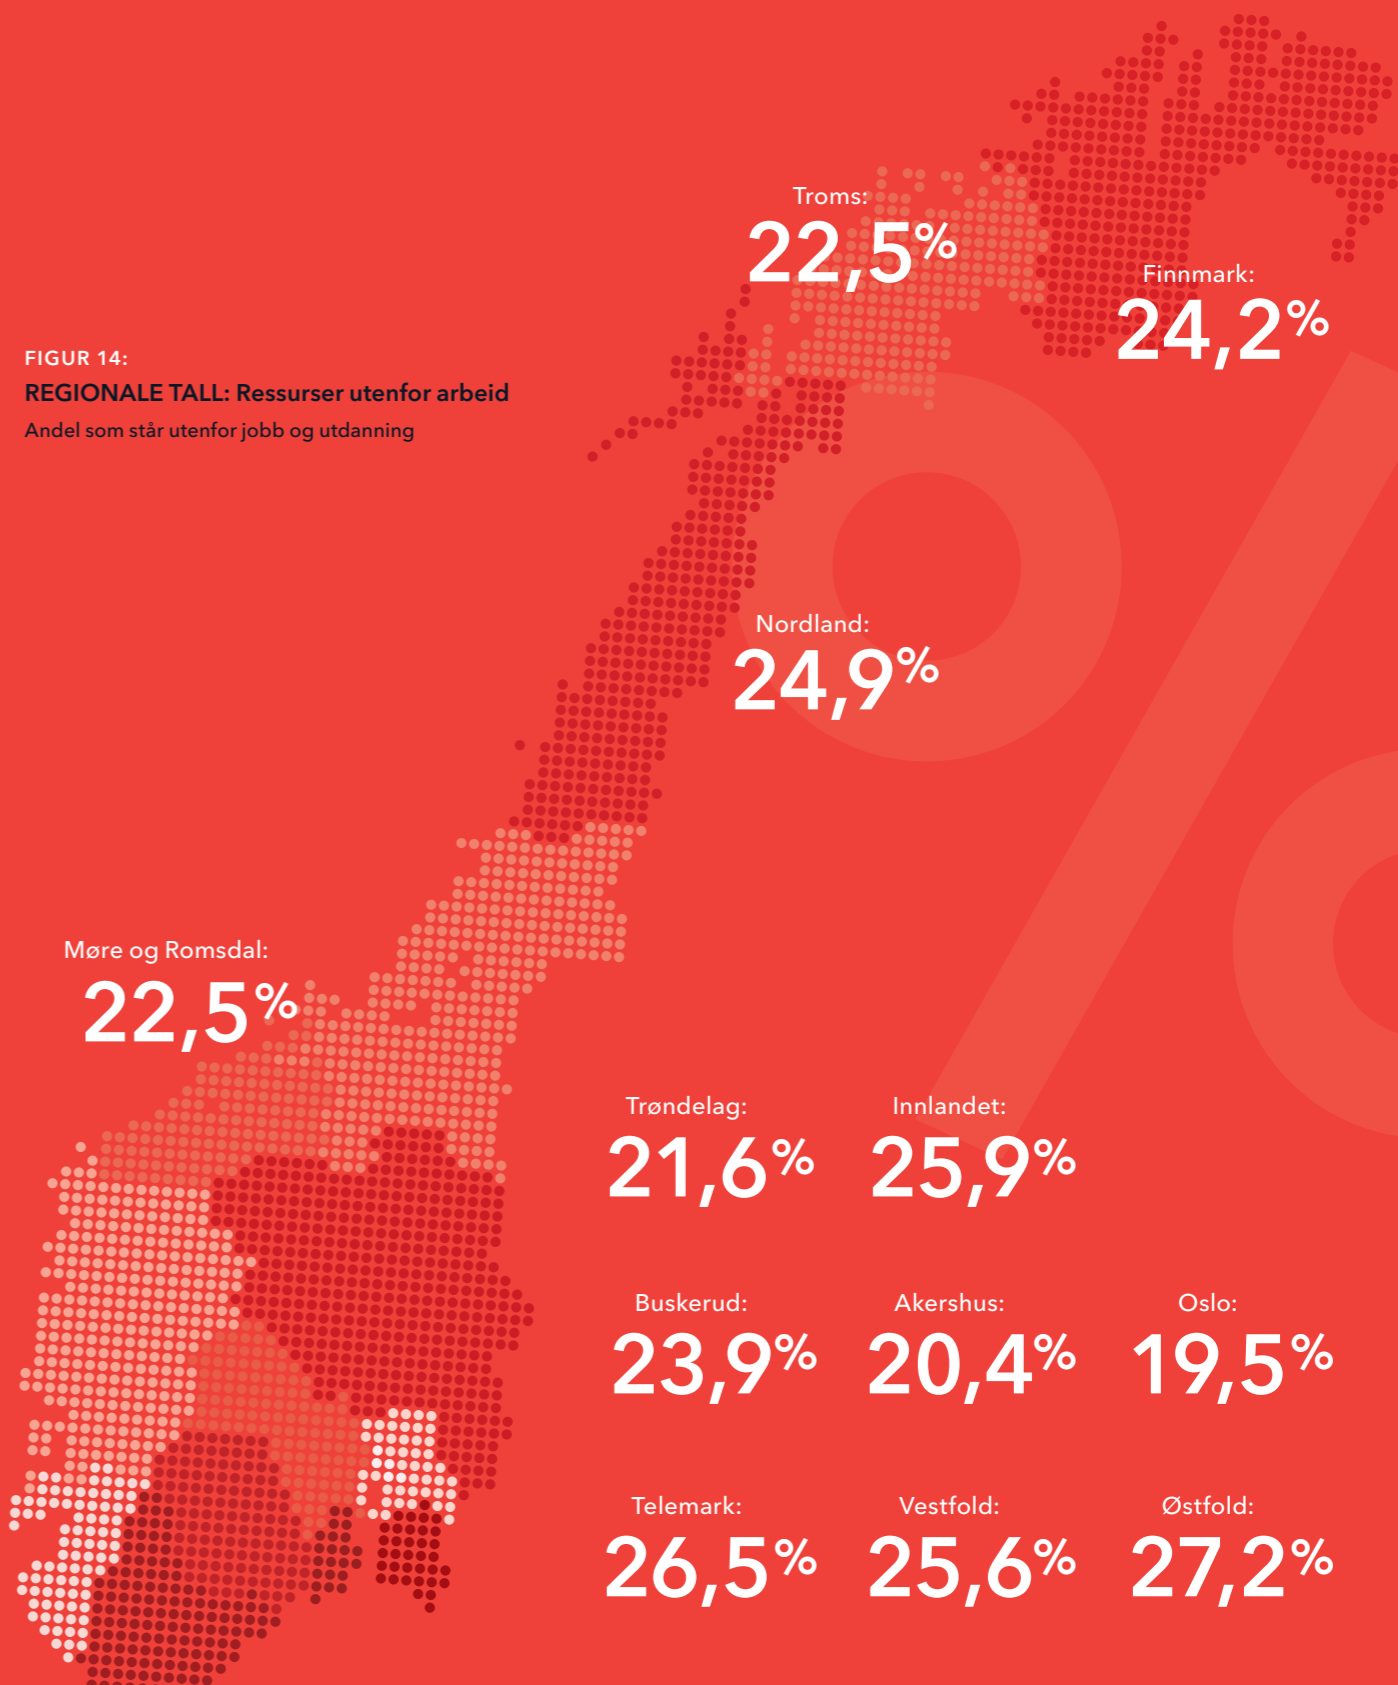 Troms:
22,5%
Finnmark:
24,2%
FIGUR 14:
REGIONALE TALL: Ressurser utenfor arbeid
Andel som står utenfor jobb og utdanning
Nordland:
24,9%
Møre og Romsdal:
22,5%
Trøndelag:
21,6%
Innlandet:
25,9%
Buskerud:
23,9%
Akershus:
20,4%
Oslo:
19,5%
Telemark:
26,5%
Vestfold:
25,6%
Østfold:
27,2%
%